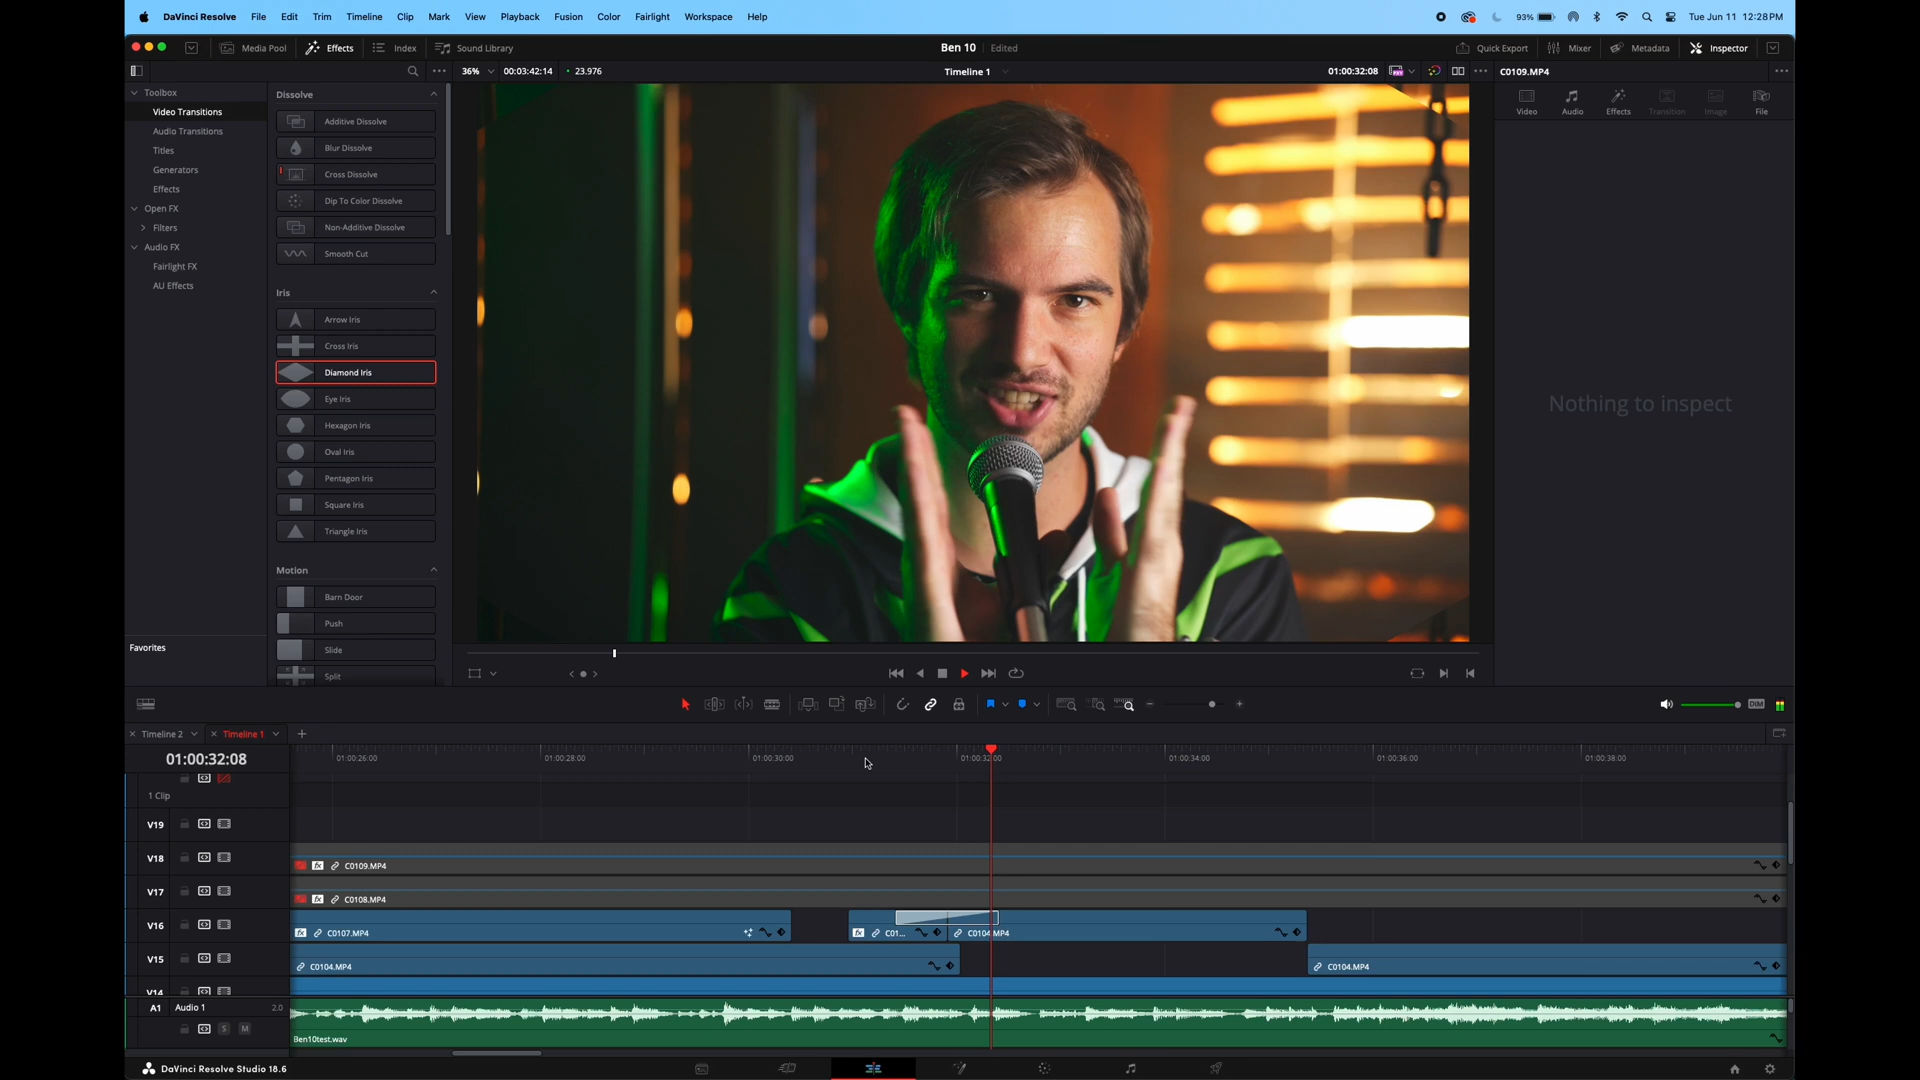 DaVinci Resolve File Edit Trim Timeline Clip Mark View Playback Fusion Color Fairlight Workspace Help 93% Tue Jun 11 12:28 PM
Media Pool Effects Index Sound Library Ben 10 Edited Quick Export Mixer Metadata Inspector
36% 00:03:42:14 23.976 Timeline 1 01:00:32:08 C0109.MP4
Toolbox
Video Transitions
Audio Transitions
Titles
Generators
Effects
Open FX
Filters
Audio FX
Fairlight FX
AU Effects
Favorites
Dissolve
Additive Dissolve
Blur Dissolve
Cross Dissolve
Dip To Color Dissolve
Non-Additive Dissolve
Smooth Cut
Iris
Arrow Iris
Cross Iris
Diamond Iris
Eye Iris
Hexagon Iris
Oval Iris
Pentagon Iris
Square Iris
Triangle Iris
Motion
Barn Door
Push
Slide
Split
Video Audio Effects Transition Image File
Nothing to inspect
DIM
Timeline 2 Timeline 1
01:00:32:08 01:00:26:00 01:00:28:00 01:00:30:00 01:00:32:00 01:00:34:00 01:00:36:00 01:00:38:00
1 Clip
V19
V18 fx C0109.MP4
V17 fx C0108.MP4
V16 fx C0107.MP4 fx C01... C0104.MP4
V15 C0104.MP4 C0104.MP4
V14
A1 Audio 1 2.0
S M
Ben10test.wav
DaVinci Resolve Studio 18.6